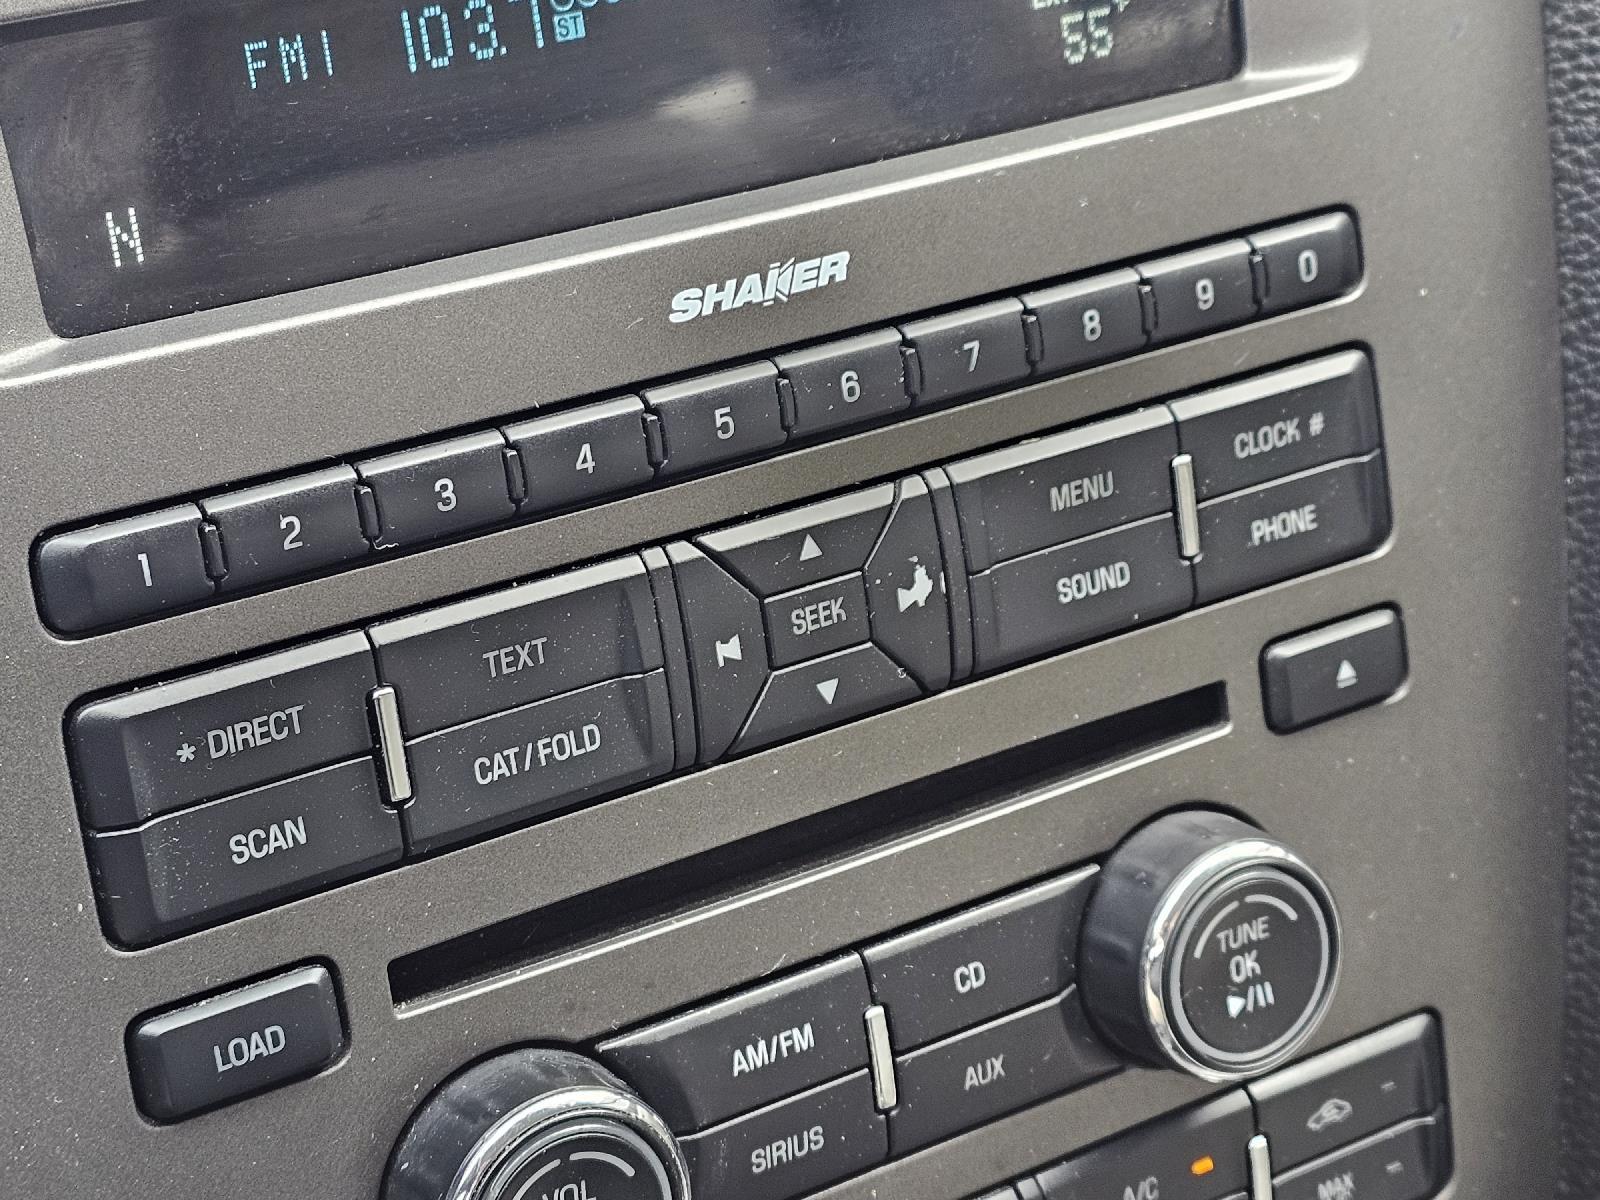 FM1 103.7 ST
55°
N
SHAKER
1 2 3 4 5 6 7 8 9 0
TEXT
MENU
CLOCK #
* DIRECT
SEEK
SOUND
PHONE
SCAN
CAT/FOLD
LOAD
AM/FM
CD
TUNE
OK
SIRIUS
AUX
VOL
A/C
MAX